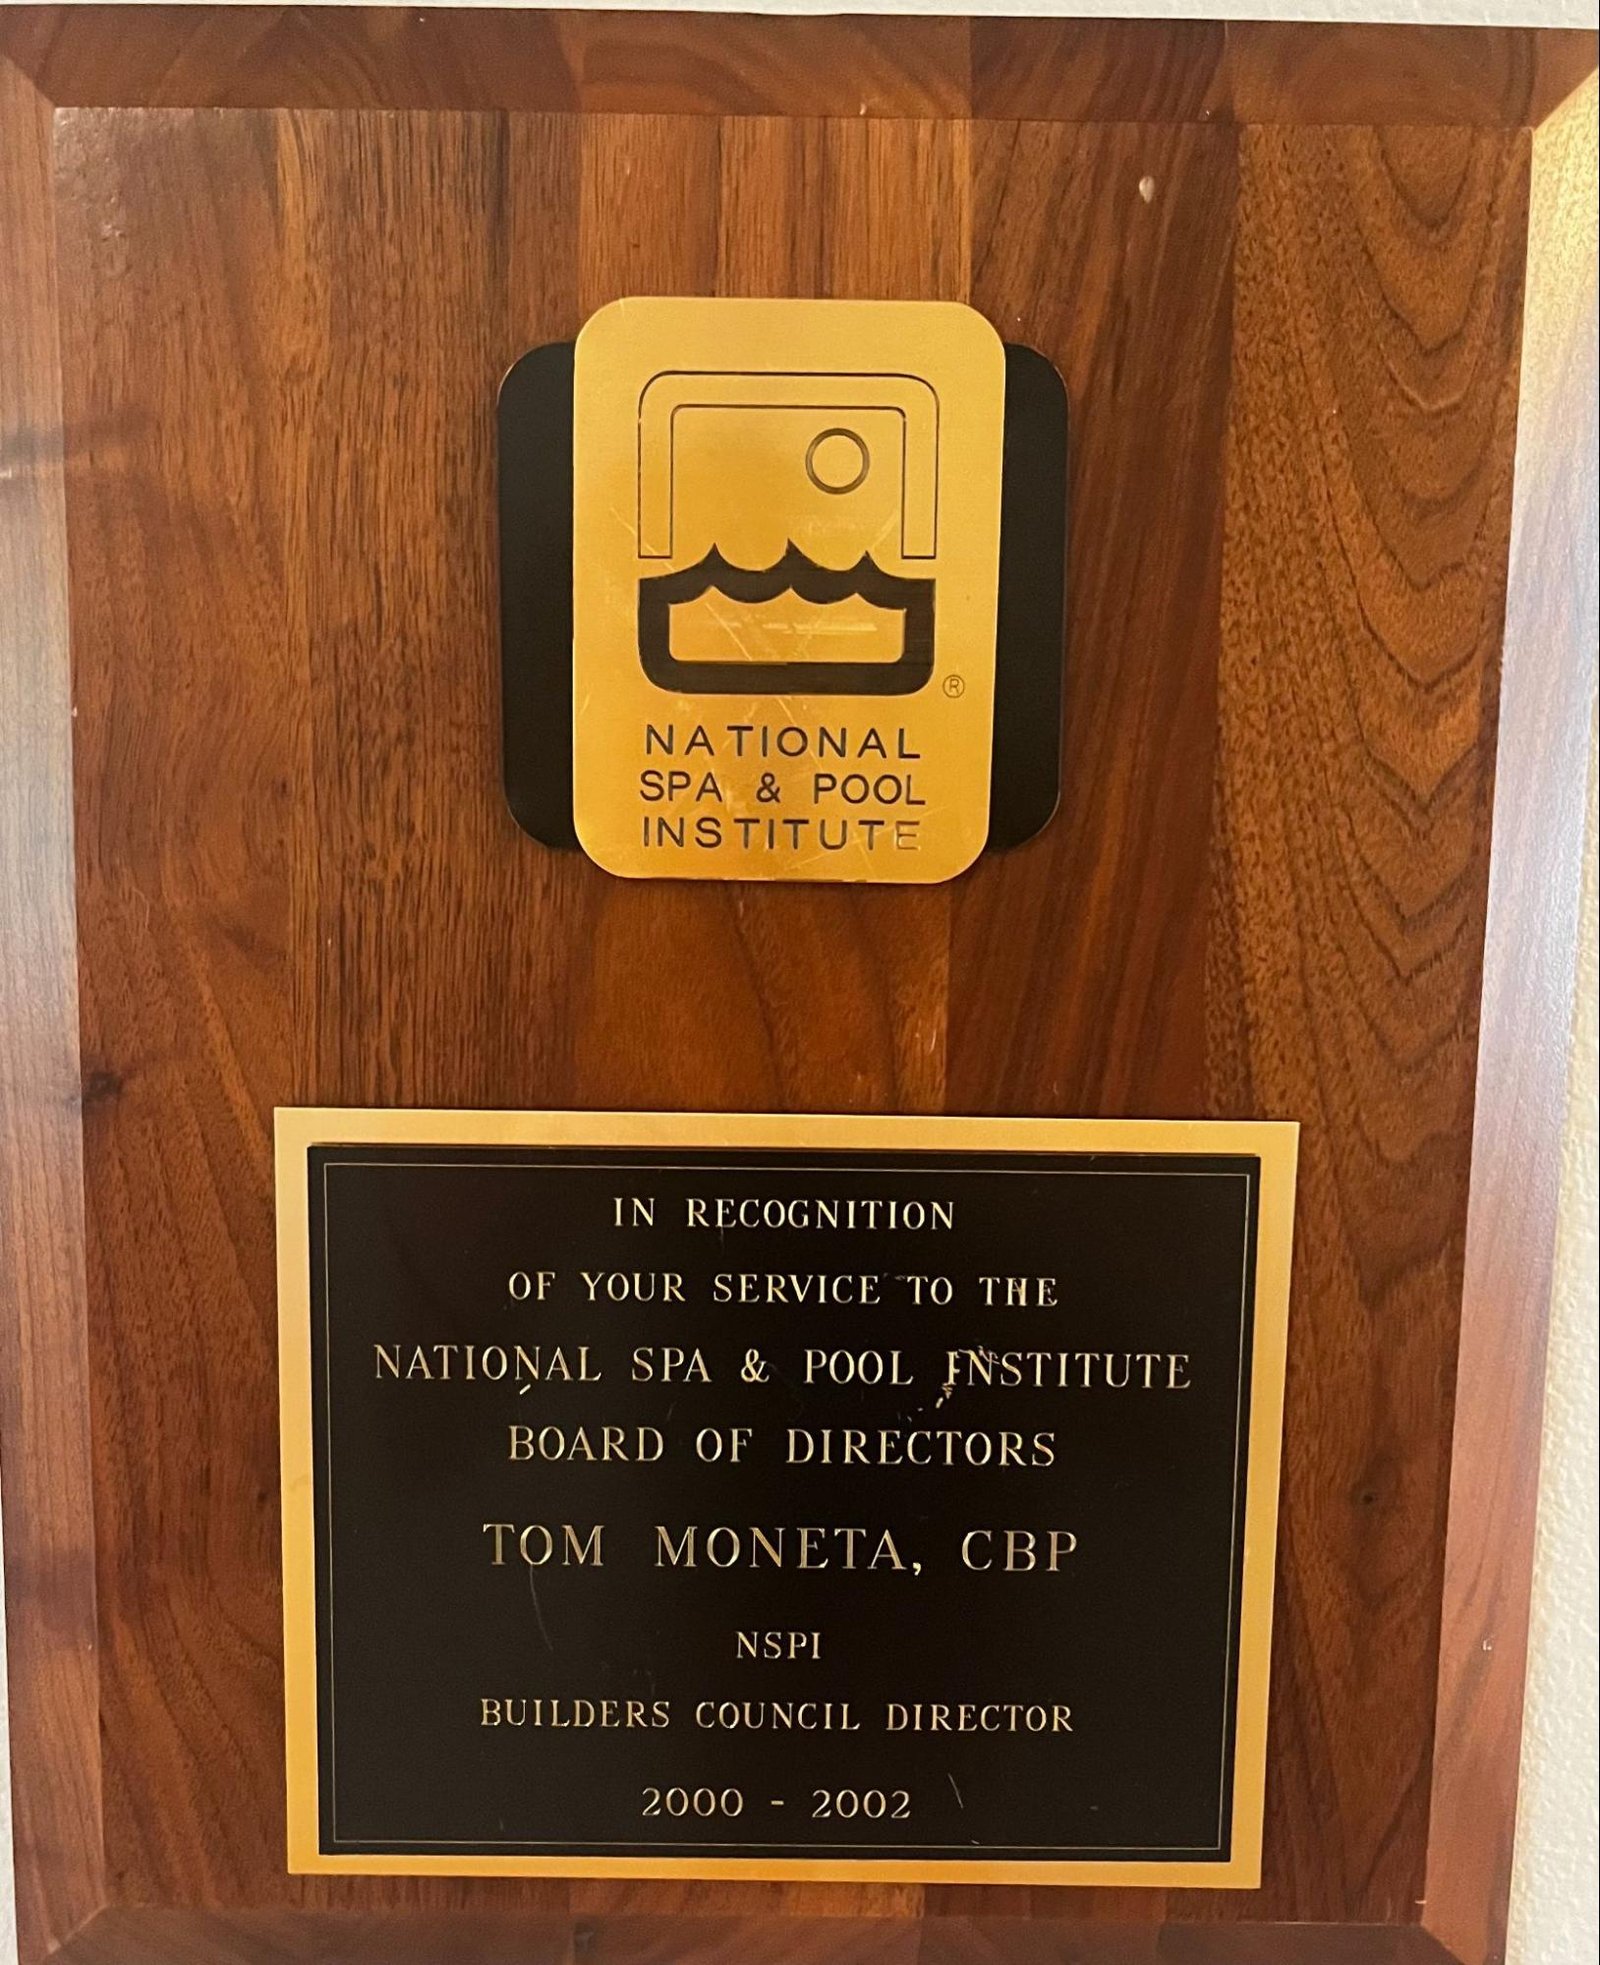 ®
NATIONAL
SPA & POOL
INSTITUTE
IN RECOGNITION
OF YOUR SERVICE TO THE
NATIONAL SPA & POOL INSTITUTE
BOARD OF DIRECTORS
TOM MONETA, CBP
NSPI
BUILDERS COUNCIL DIRECTOR
2000 - 2002